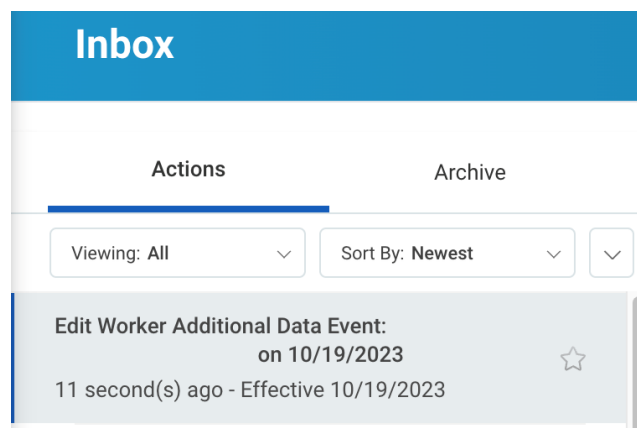 Inbox
Actions
Archive
Viewing: All
Sort By: Newest
Edit Worker Additional Data Event:
on 10/19/2023
11 second(s) ago - Effective 10/19/2023